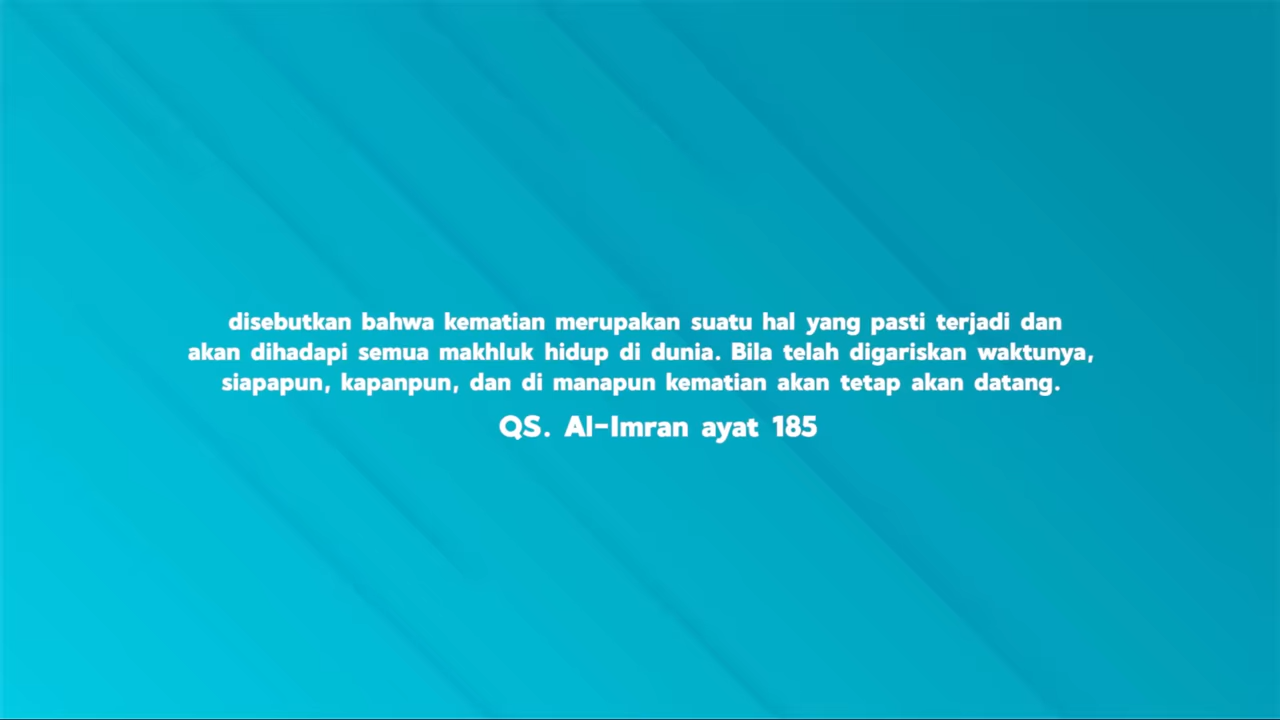 disebutkan bahwa kematian merupakan suatu hal yang pasti terjadi dan
akan dihadapi semua makhluk hidup di dunia. Bila telah digariskan waktunya,
siapapun, kapanpun, dan di manapun kematian akan tetap akan datang.
QS. Al-Imran ayat 185